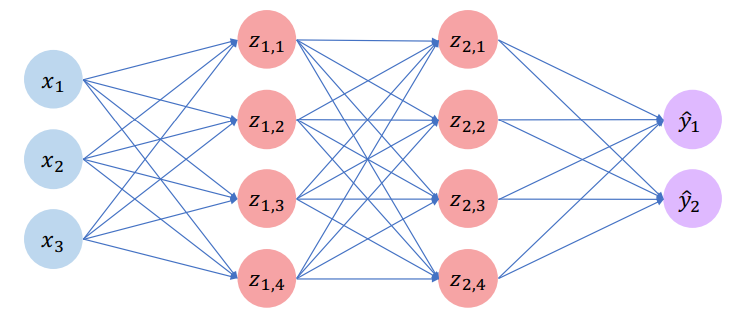 x₁
x₂
x₃
z₁,₁
z₁,₂
z₁,₃
z₁,₄
z₂,₁
z₂,₂
z₂,₃
z₂,₄
ŷ₁
ŷ₂